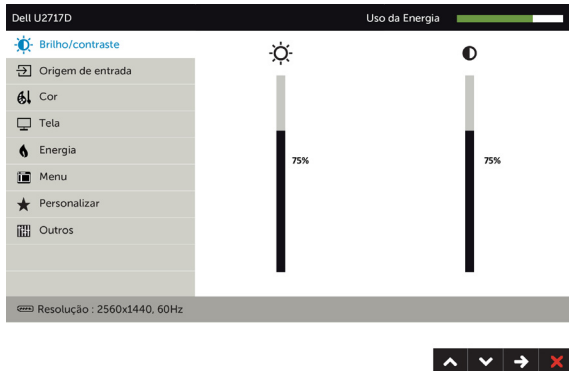 Dell U2717D
Uso da Energia
Brilho/contraste
Origem de entrada
Cor
Tela
Energia
Menu
Personalizar
Outros
75%
75%
Resolução : 2560x1440, 60Hz